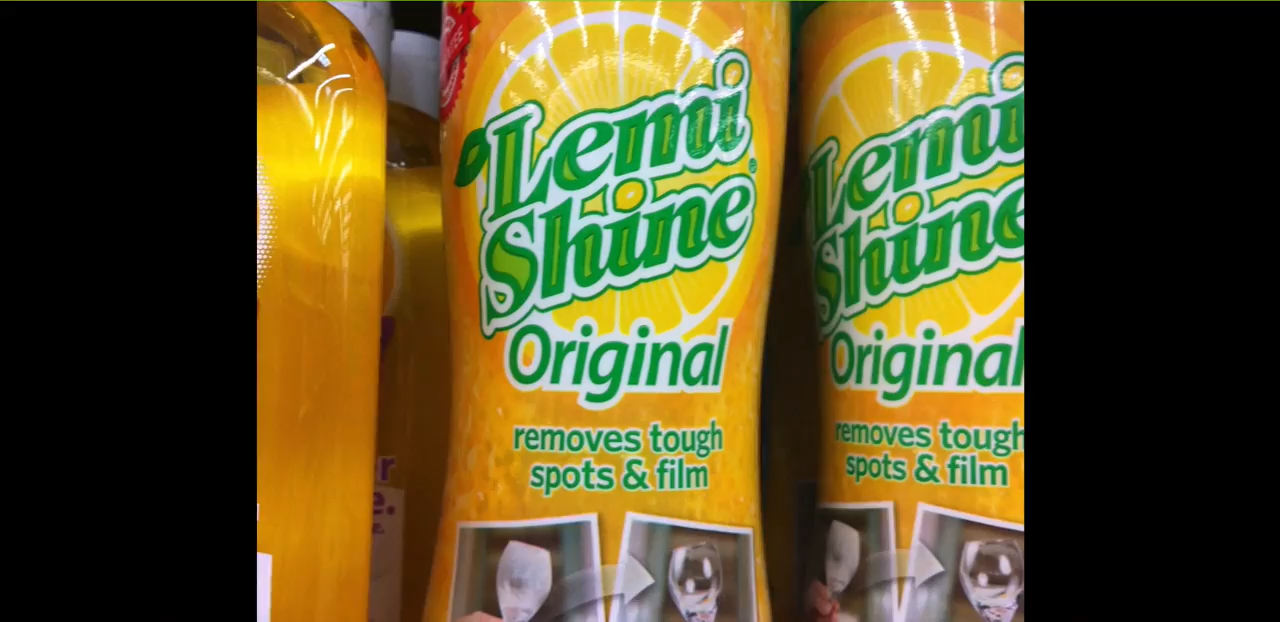 Lemi
Shine®
Original
removes tough
spots & film
Lemi
Shine
Original
removes tough
spots & film